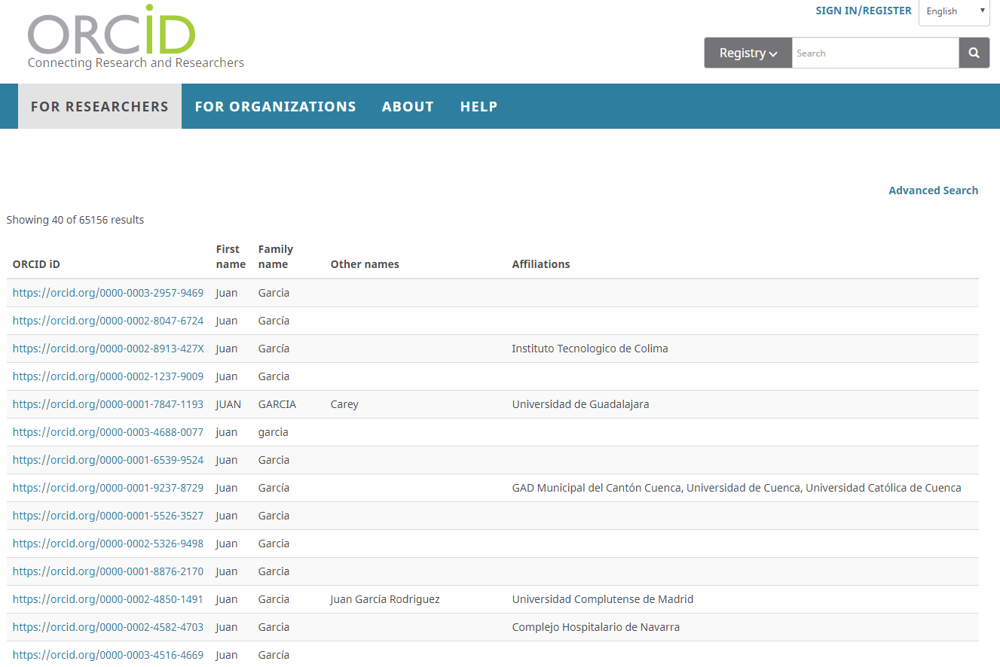 ORCID
Connecting Research and Researchers
SIGN IN/REGISTER English
Registry Search
FOR RESEARCHERS FOR ORGANIZATIONS ABOUT HELP
Advanced Search
Showing 40 of 65156 results
ORCID iD First name Family name Other names Affiliations
https://orcid.org/0000-0003-2957-9469 Juan Garcia
https://orcid.org/0000-0002-8047-6724 Juan García
https://orcid.org/0000-0002-8913-427X Juan García Instituto Tecnologico de Colima
https://orcid.org/0000-0002-1237-9009 Juan Garcia
https://orcid.org/0000-0001-7847-1193 JUAN GARCIA Carey Universidad de Guadalajara
https://orcid.org/0000-0003-4688-0077 juan garcia
https://orcid.org/0000-0001-6539-9524 Juan Garcia
https://orcid.org/0000-0001-9237-8729 Juan García GAD Municipal del Cantón Cuenca, Universidad de Cuenca, Universidad Católica de Cuenca
https://orcid.org/0000-0001-5526-3527 Juan Garcia
https://orcid.org/0000-0002-5326-9498 Juan Garcia
https://orcid.org/0000-0001-8876-2170 Juan Garcia
https://orcid.org/0000-0002-4850-1491 Juan Garcia Juan García Rodriguez Universidad Complutense de Madrid
https://orcid.org/0000-0002-4582-4703 Juan Garcia Complejo Hospitalario de Navarra
https://orcid.org/0000-0003-4516-4669 Juan García